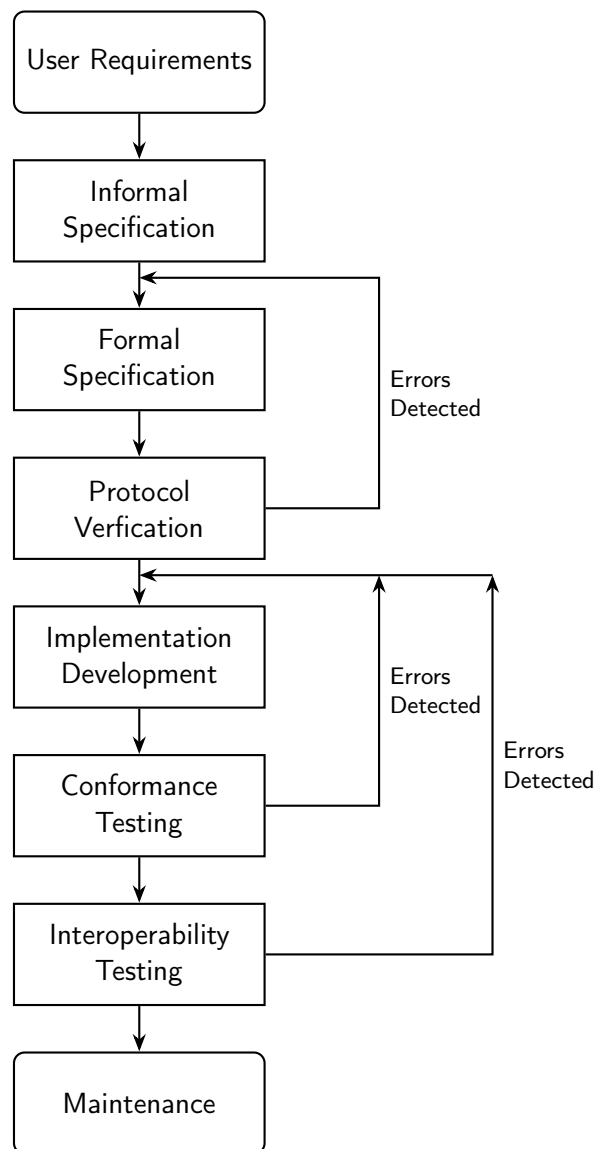 User Requirements
Informal
Specification
Formal
Specification
Errors
Detected
Protocol
Verfication
Implementation
Development
Errors
Detected
Errors
Detected
Conformance
Testing
Interoperability
Testing
Maintenance